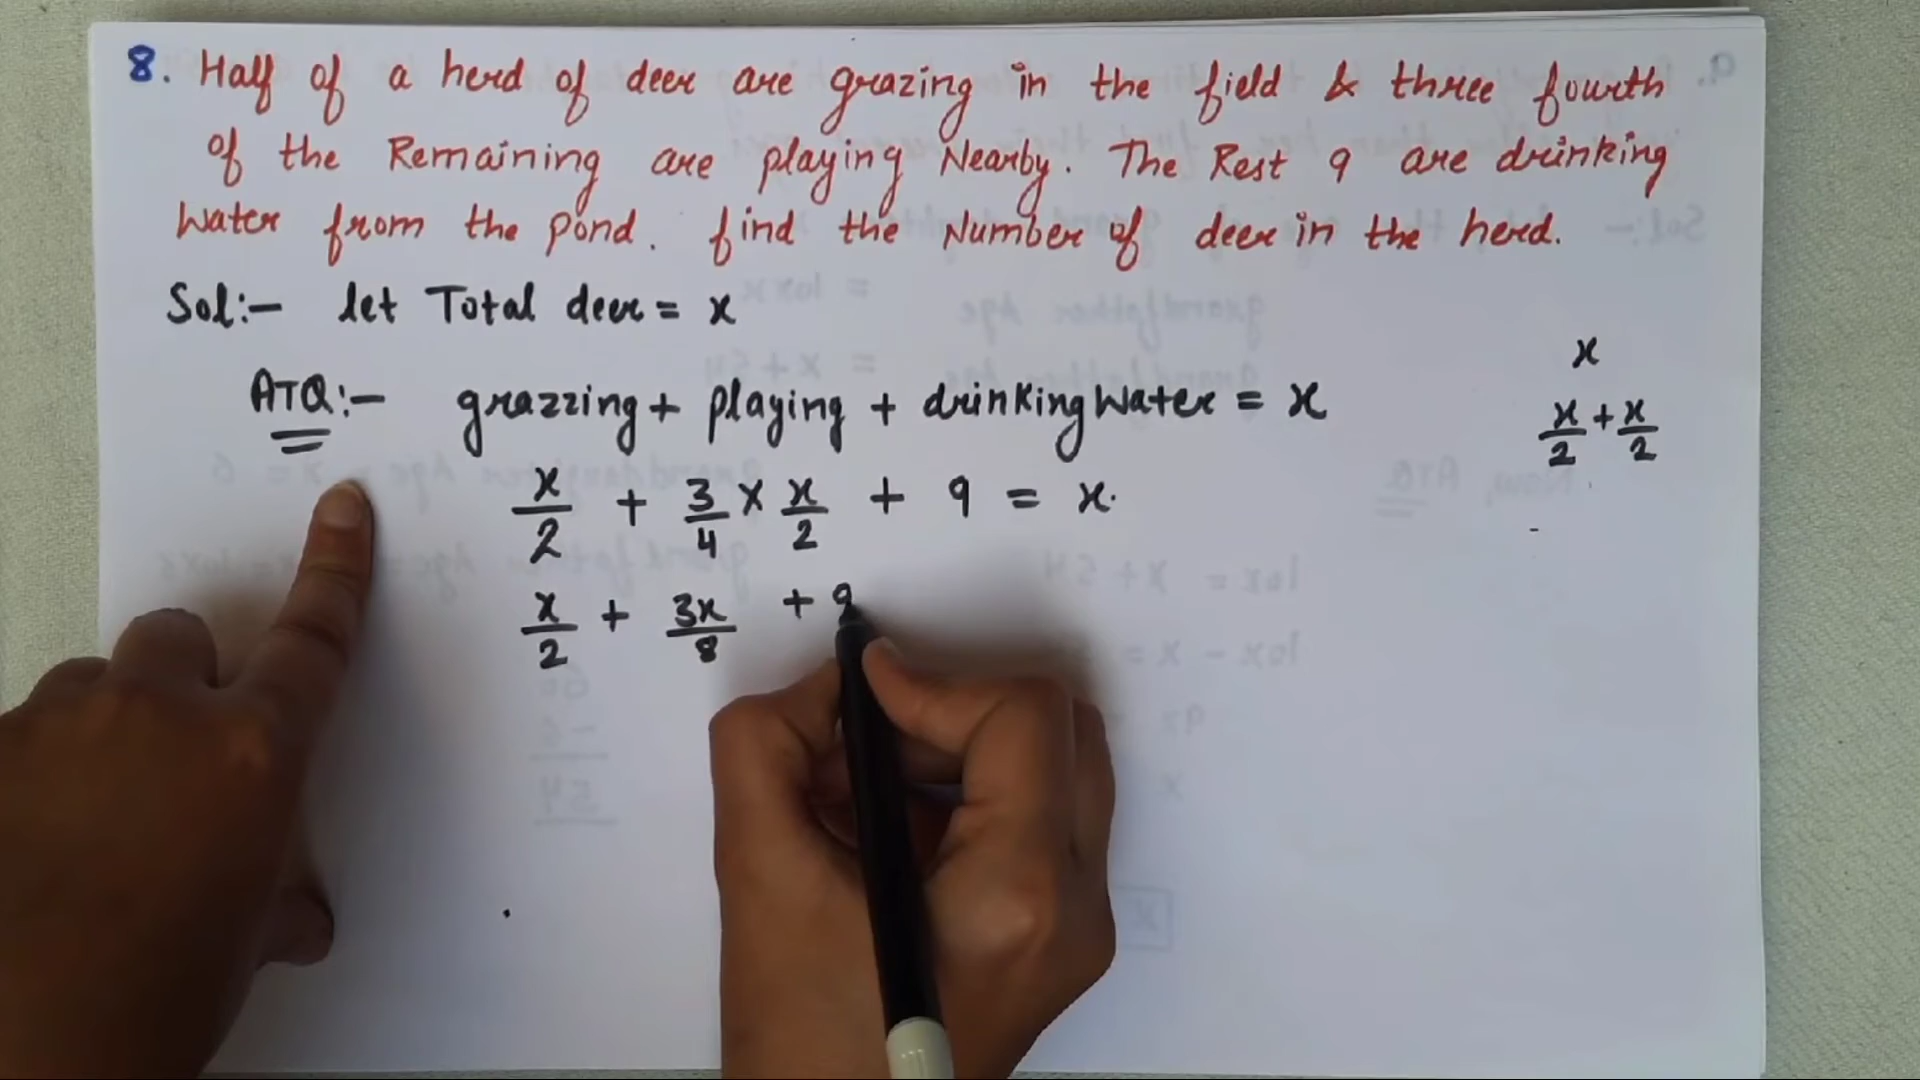 8. Half of a herd of deer are grazing in the field & three fourth
of the Remaining are playing Nearby. The Rest 9 are drinking
Water from the pond. find the Number of deer in the herd.
Sol:- let Total deer = x
x
ATQ:- grazzing + playing + drinking Water = x
x/2 + x/2
x/2 + 3/4 × x/2 + 9 = x.
x/2 + 3x/8 + 9